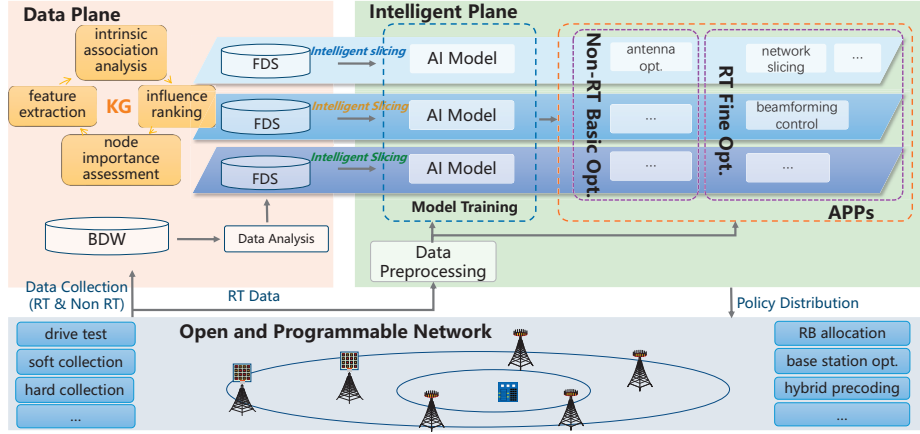 Data Plane
intrinsic
association
analysis
feature
extraction
KG
influence
ranking
node
importance
assessment
FDS
FDS
FDS
BDW
Data Analysis
Intelligent Plane
Intelligent slicing
AI Model
Intelligent Slicing
AI Model
Intelligent Slicing
AI Model
Model Training
Non-RT Basic Opt.
antenna
opt.
...
...
RT Fine Opt.
network
slicing
...
beamforming
control
...
APPs
Data
Preprocessing
Data Collection
(RT & Non RT)
RT Data
Policy Distribution
Open and Programmable Network
drive test
soft collection
hard collection
...
RB allocation
base station opt.
hybrid precoding
...